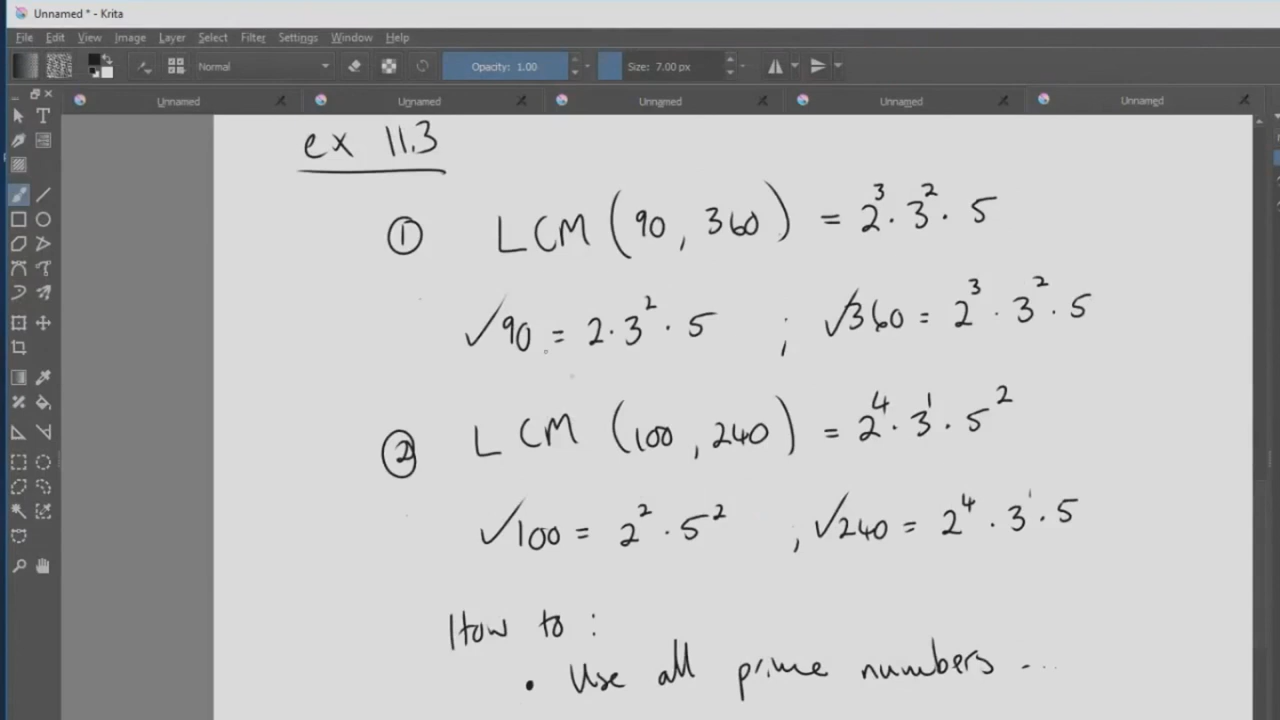 Unnamed * - Krita
File Edit View Image Layer Select Filter Settings Window Help
Normal Opacity: 1.00 Size: 7.00 px
Unnamed Unnamed Unnamed Unnamed Unnamed
ex 11.3
① LCM (90, 360) = 2³ · 3² · 5
✓90 = 2 · 3² · 5 ; ✓360 = 2³ · 3² · 5
② LCM (100, 240) = 2⁴ · 3¹ · 5²
✓100 = 2² · 5² ; ✓240 = 2⁴ · 3¹ · 5
How to :
• Use all prime numbers ...